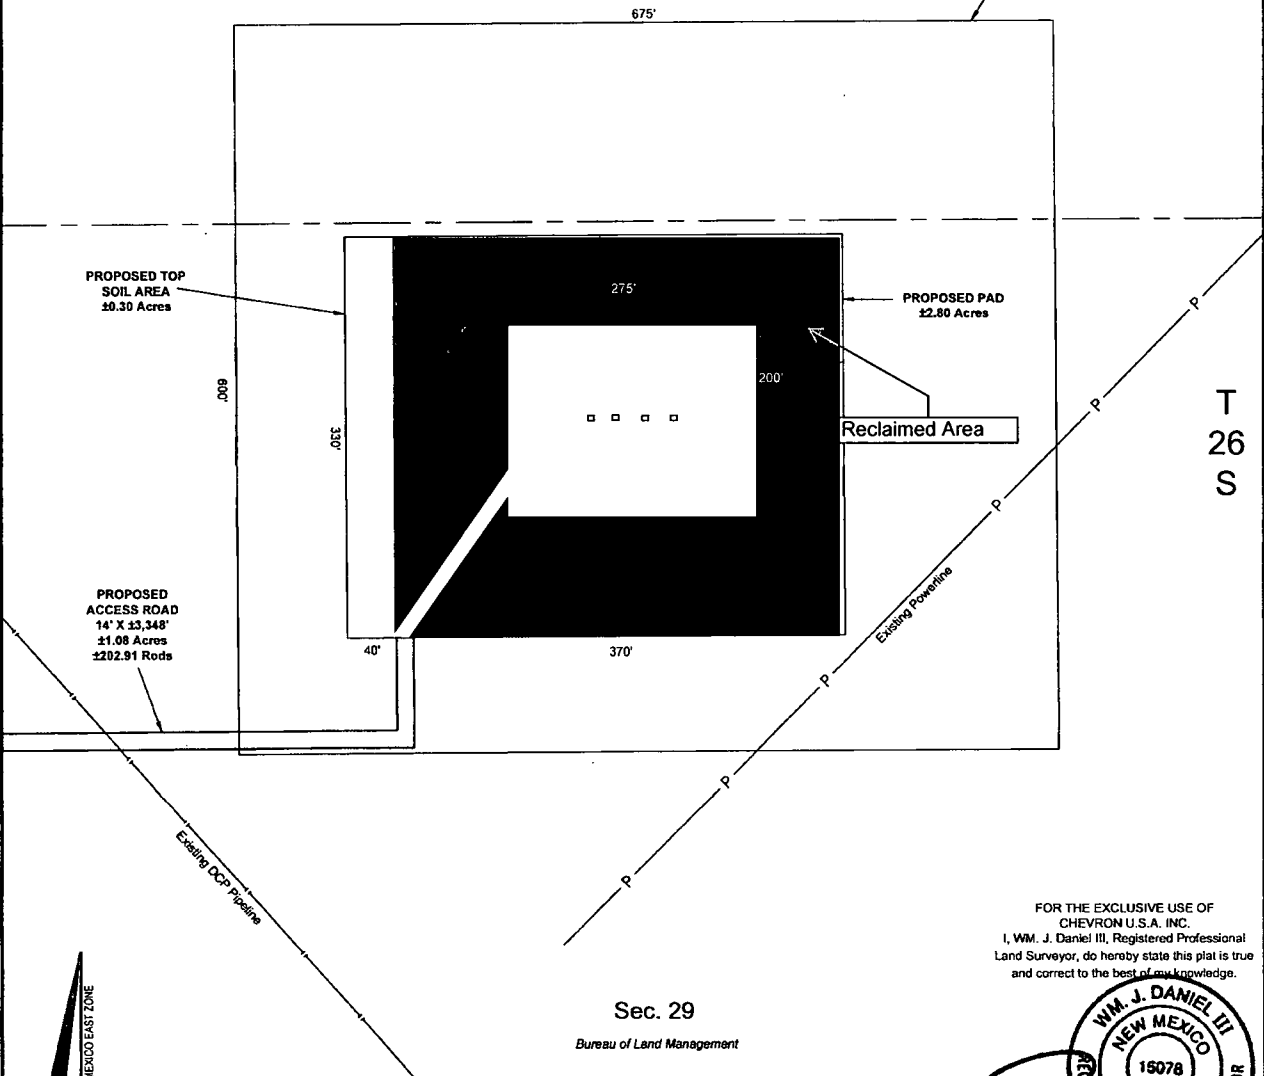 675'
PROPOSED TOP
SOIL AREA
±0.30 Acres
275'
PROPOSED PAD
±2.80 Acres
600'
330'
200'
Reclaimed Area
T
26
S
P
P
P
P
P
P
Existing Powerline
PROPOSED
ACCESS ROAD
14' X ±3,348'
±1.08 Acres
±202.91 Rods
40'
370'
Existing DCP Pipeline
FOR THE EXCLUSIVE USE OF
CHEVRON U.S.A. INC.
I, WM. J. Daniel III, Registered Professional
Land Surveyor, do hereby state this plat is true
and correct to the best of my knowledge.
Sec. 29
Bureau of Land Management
EXICO EAST ZONE
WM. J. DANIEL III
NEW MEXICO
15078